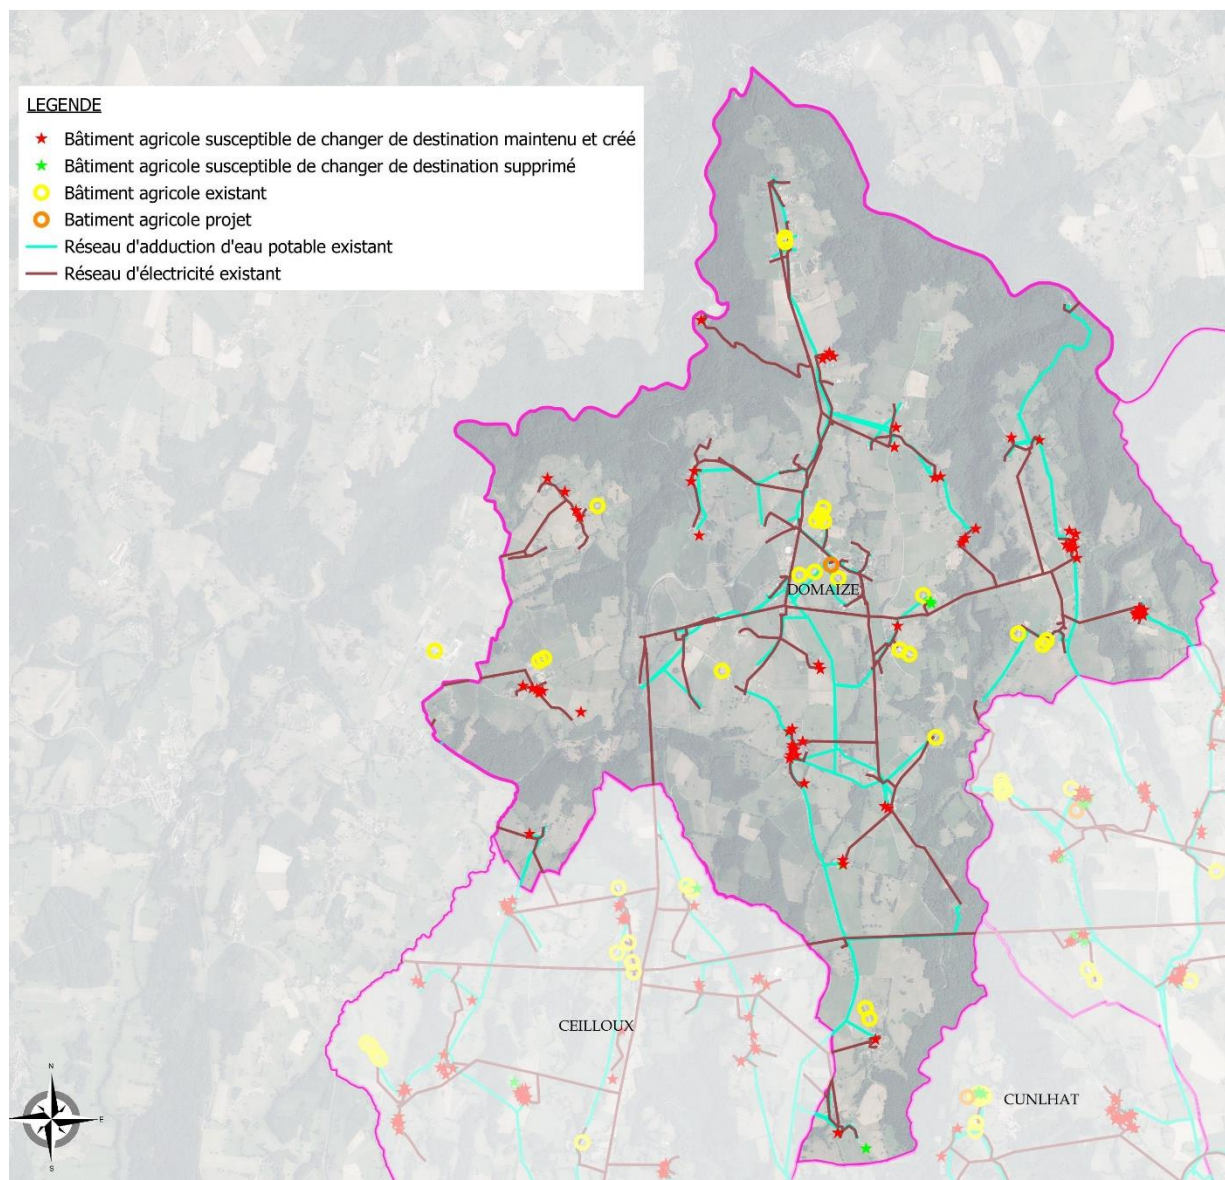 LEGENDE
Bâtiment agricole susceptible de changer de destination maintenu et créé
Bâtiment agricole susceptible de changer de destination supprimé
Bâtiment agricole existant
Batiment agricole projet
Réseau d'adduction d'eau potable existant
Réseau d'électricité existant
DOMAIZE
CEILLOUX
CUNLHAT
N
E
S